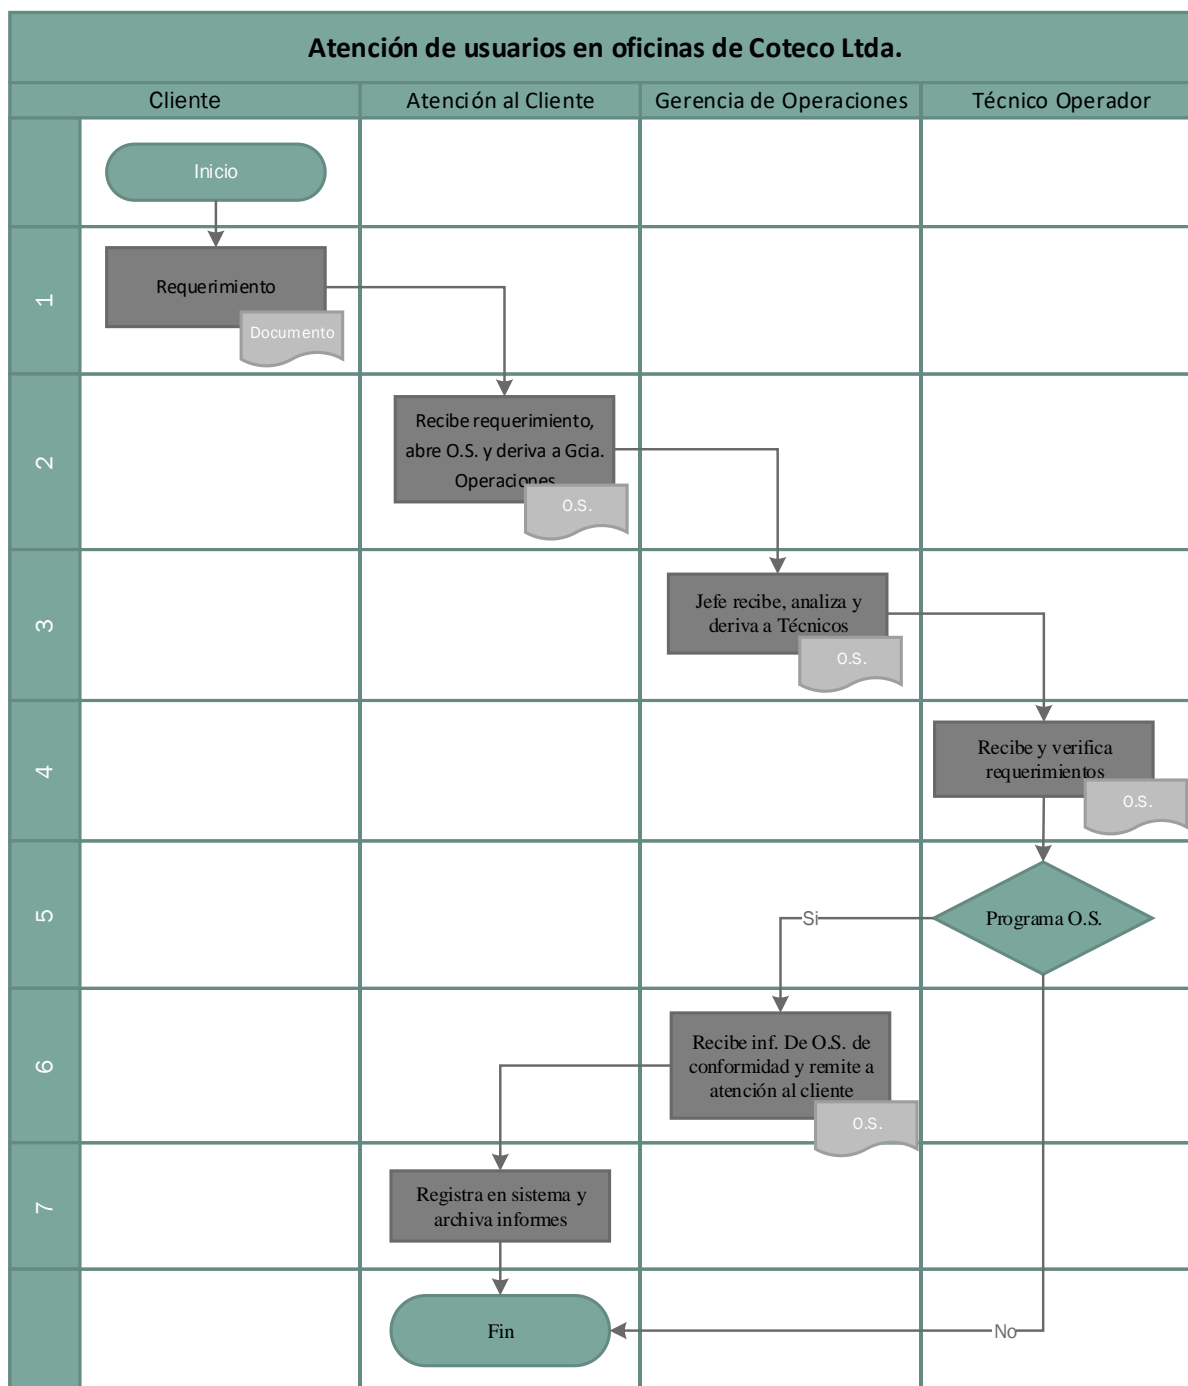 Atención de usuarios en oficinas de Coteco Ltda.
Cliente
Atención al Cliente
Gerencia de Operaciones
Técnico Operador
Inicio
1
Requerimiento
Documento
2
Recibe requerimiento,
abre O.S. y deriva a Gcia.
Operaciones
O.S.
3
Jefe recibe, analiza y
deriva a Técnicos
O.S.
4
Recibe y verifica
requerimientos
O.S.
5
Si
Programa O.S.
6
Recibe inf. De O.S. de
conformidad y remite a
atención al cliente
O.S.
7
Registra en sistema y
archiva informes
Fin
No